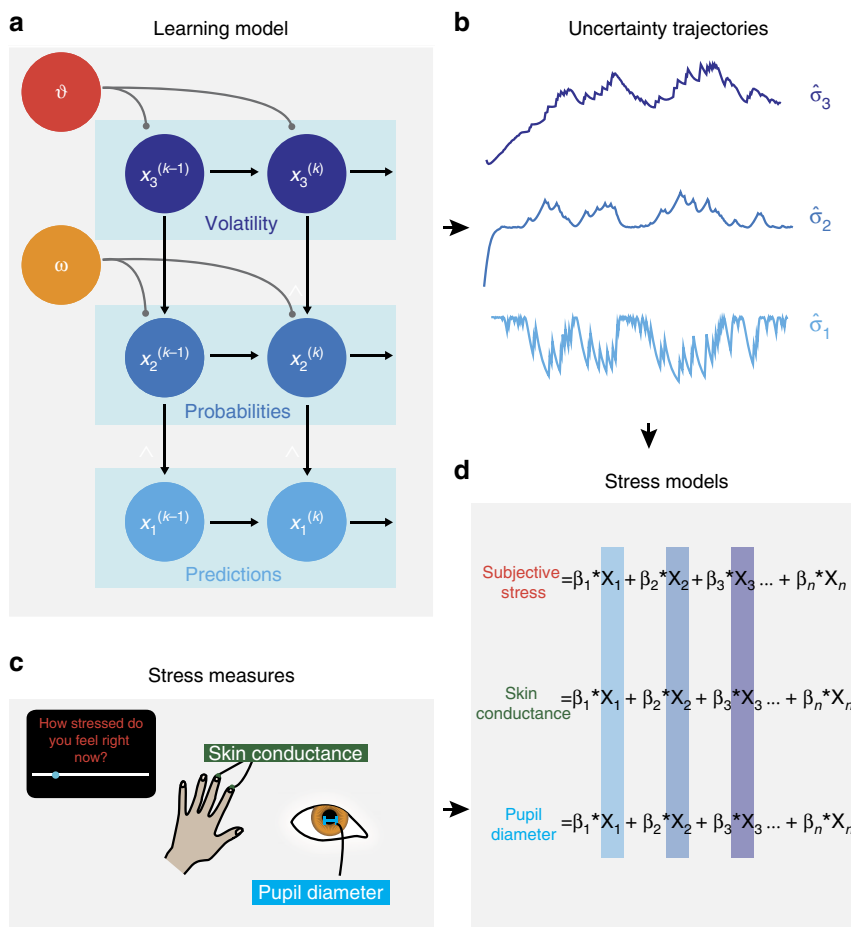 a
Learning model
ϑ
x₃⁽ᵏ⁻¹⁾ x₃⁽ᵏ⁾
Volatility
ω
x₂⁽ᵏ⁻¹⁾ x₂⁽ᵏ⁾
Probabilities
x₁⁽ᵏ⁻¹⁾ x₁⁽ᵏ⁾
Predictions
b
Uncertainty trajectories
σ̂₃
σ̂₂
σ̂₁
c
Stress measures
How stressed do
you feel right
now?
Skin conductance
Pupil diameter
d
Stress models
Subjective
stress
=β₁*X₁ + β₂*X₂ + β₃*X₃ ... + βₙ*Xₙ
Skin
conductance
=β₁*X₁ + β₂*X₂ + β₃*X₃ ... + βₙ*Xₙ
Pupil
diameter
=β₁*X₁ + β₂*X₂ + β₃*X₃ ... + βₙ*Xₙ